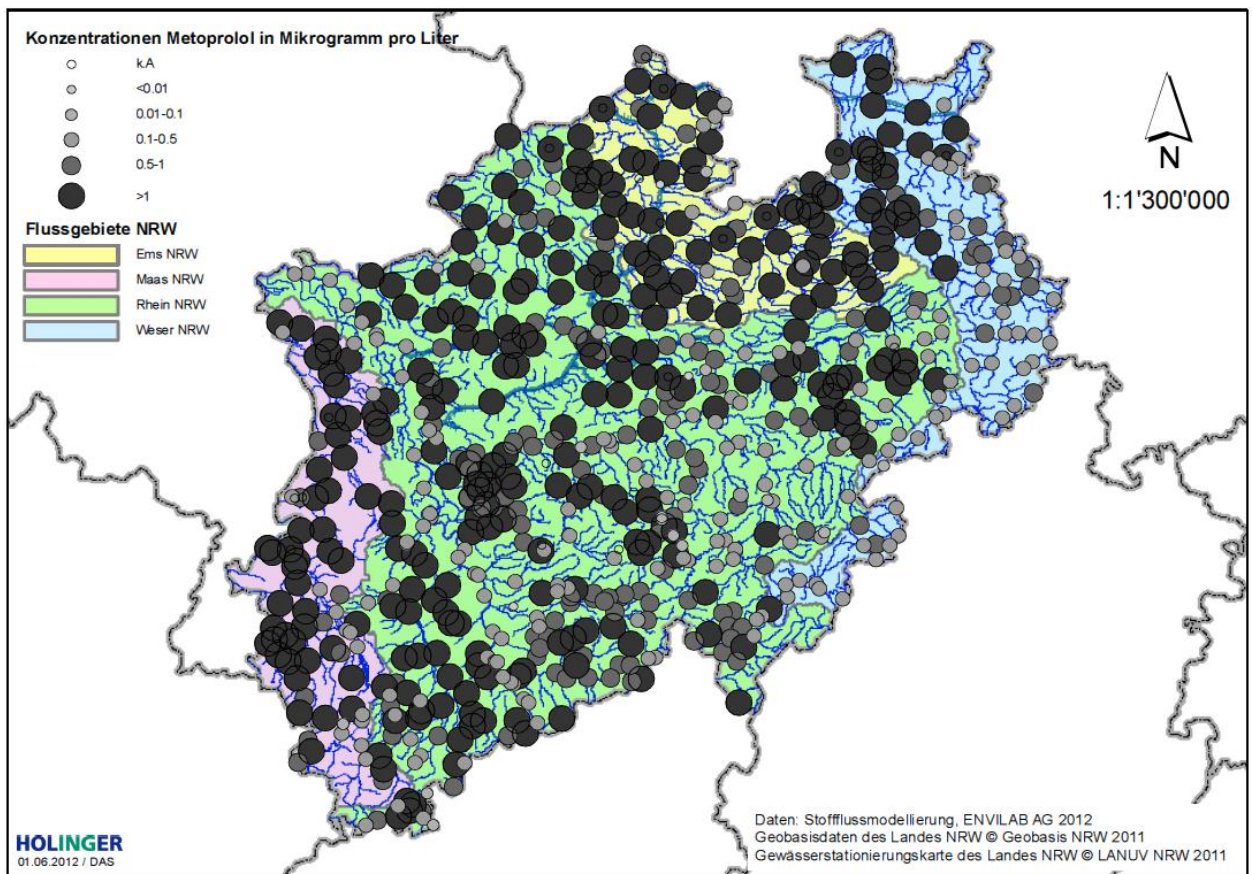 Konzentrationen Metoprolol in Mikrogramm pro Liter
k.A
<0.01
0.01-0.1
0.1-0.5
0.5-1
>1
Flussgebiete NRW
Ems NRW
Maas NRW
Rhein NRW
Weser NRW
N
1:1'300'000
HOLINGER
01.06.2012 / DAS
Daten: Stoffflussmodellierung, ENVILAB AG 2012
Geobasisdaten des Landes NRW © Geobasis NRW 2011
Gewässerstationierungskarte des Landes NRW © LANUV NRW 2011